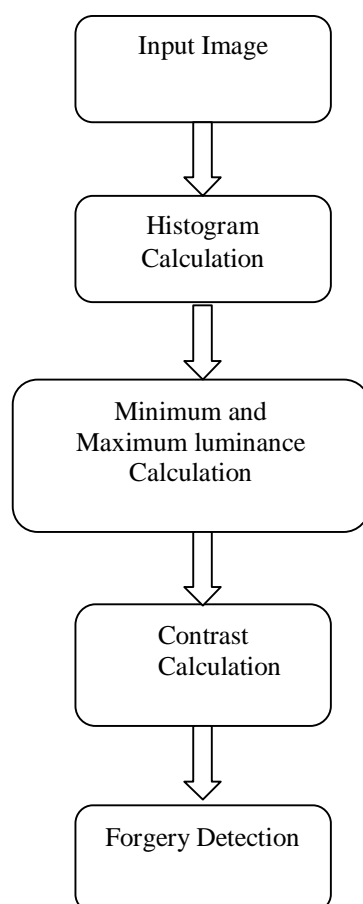 Input Image
Histogram
Calculation
Minimum and
Maximum luminance
Calculation
Contrast
Calculation
Forgery Detection